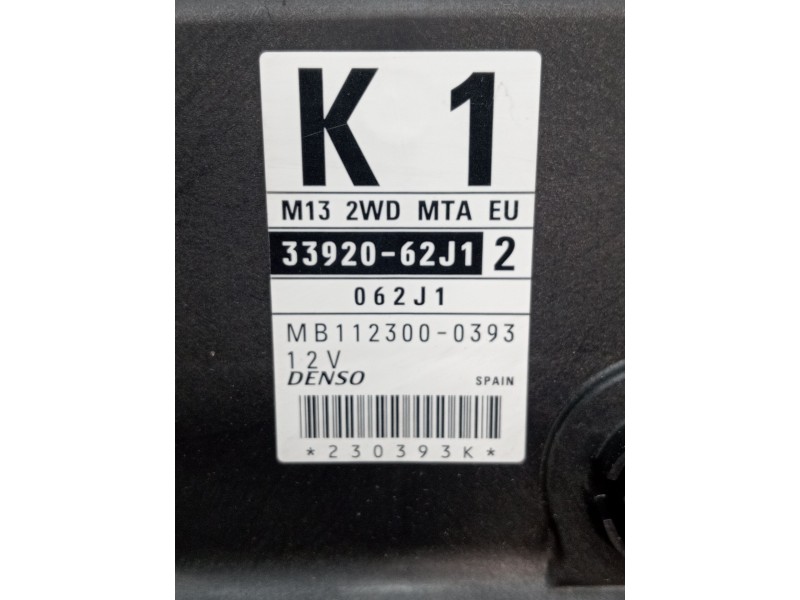 K 1
M13 2WD MTA EU
33920-62J1 2
062J1
MB112300-0393
12V
DENSO SPAIN
*230393K*